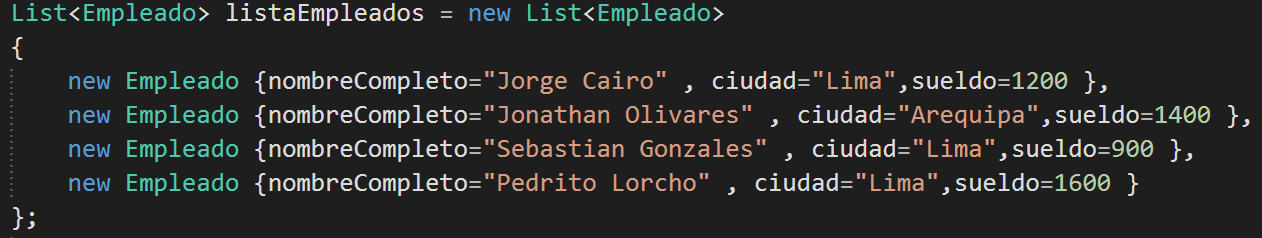 List<Empleado> listaEmpleados = new List<Empleado>
{
new Empleado {nombreCompleto="Jorge Cairo" , ciudad="Lima",sueldo=1200 },
new Empleado {nombreCompleto="Jonathan Olivares" , ciudad="Arequipa",sueldo=1400 },
new Empleado {nombreCompleto="Sebastian Gonzales" , ciudad="Lima",sueldo=900 },
new Empleado {nombreCompleto="Pedrito Lorcho" , ciudad="Lima",sueldo=1600 }
};